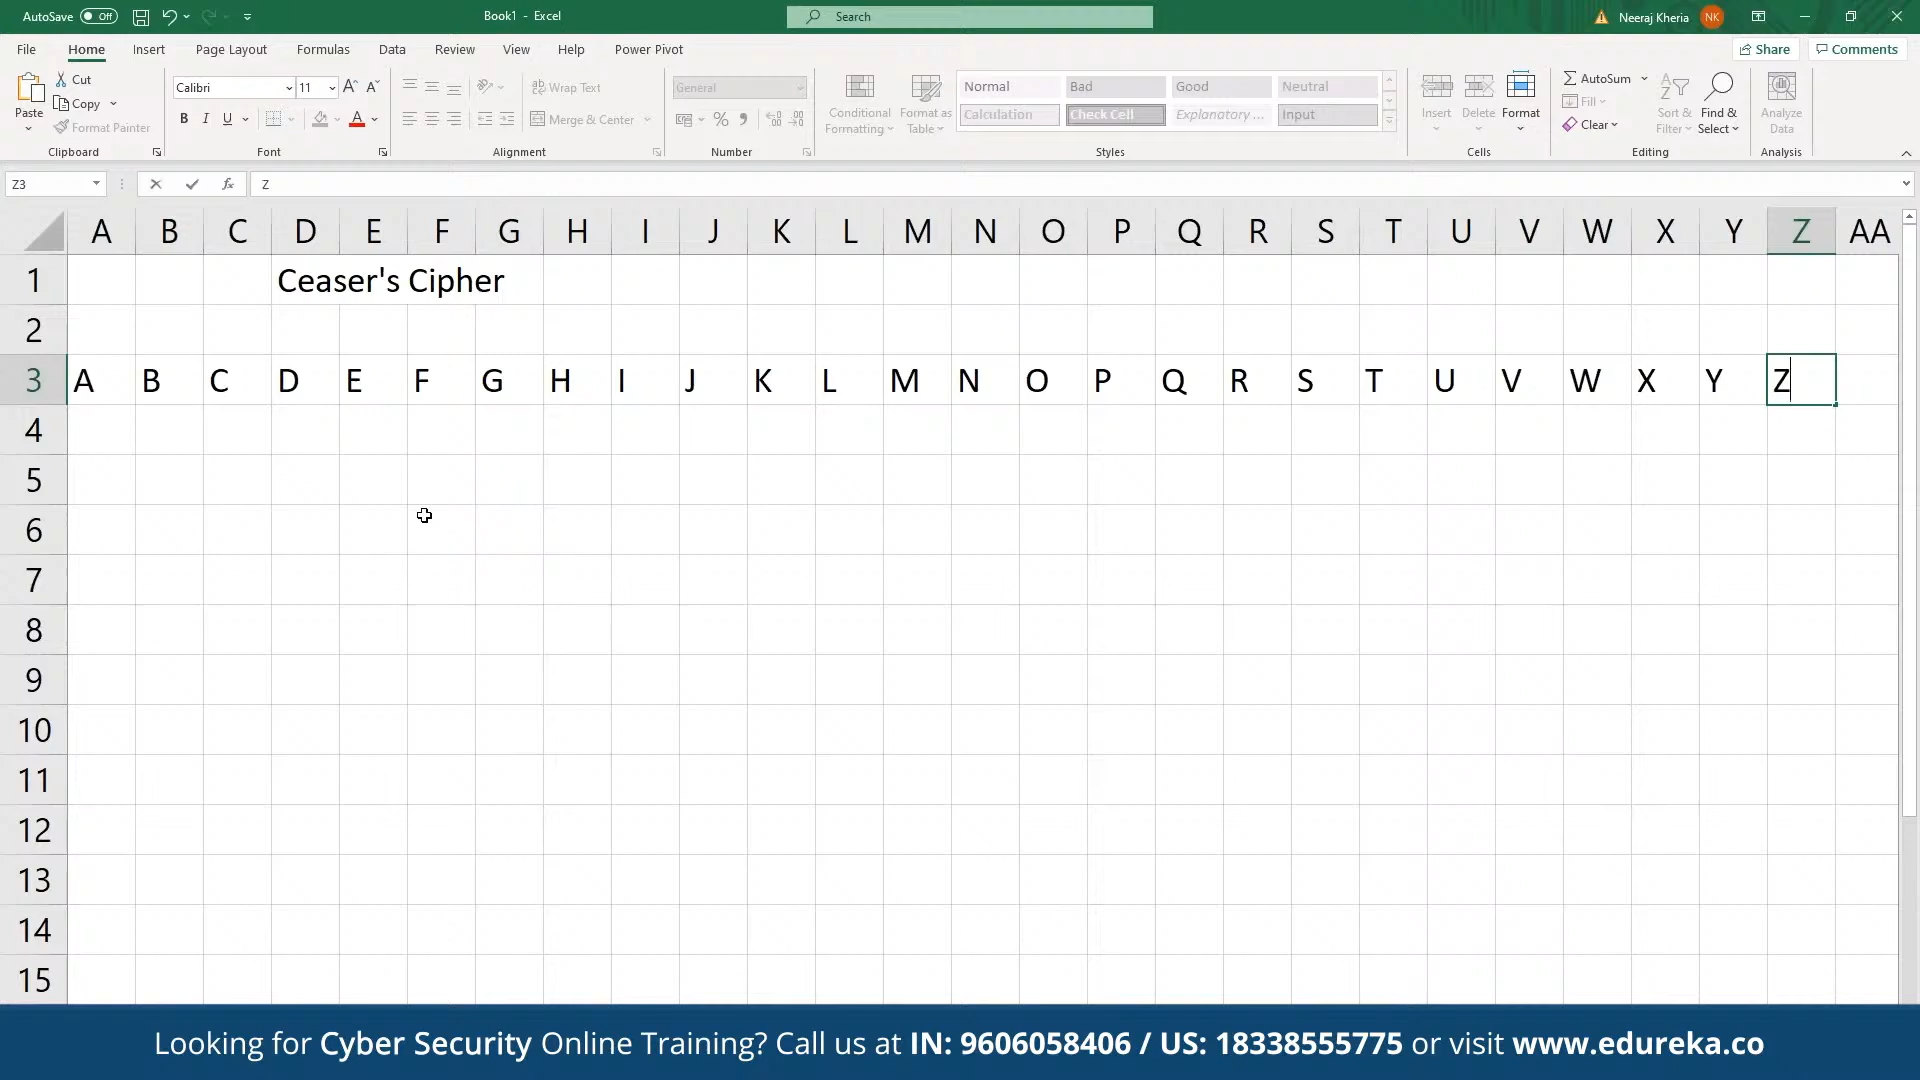 AutoSave Off Book1 - Excel Search Neeraj Kheria NK
File Home Insert Page Layout Formulas Data Review View Help Power Pivot Share Comments
Paste Cut Copy Format Painter
Clipboard
Calibri 11 A A
B I U A
Font
Wrap Text
Merge & Center
Alignment
General
% 9
Number
Conditional Formatting Format as Table
Normal Bad Good Neutral
Calculation Check Cell Explanatory ... Input
Styles
Insert Delete Format
Cells
AutoSum
Fill
Clear
Sort & Filter Find & Select
Editing
Analyze Data
Analysis
Z3 fx Z
A B C D E F G H I J K L M N O P Q R S T U V W X Y Z AA
1 Ceaser's Cipher
2
3 A B C D E F G H I J K L M N O P Q R S T U V W X Y Z
4
5
6
7
8
9
10
11
12
13
14
15
Looking for Cyber Security Online Training? Call us at IN: 9606058406 / US: 18338555775 or visit www.edureka.co